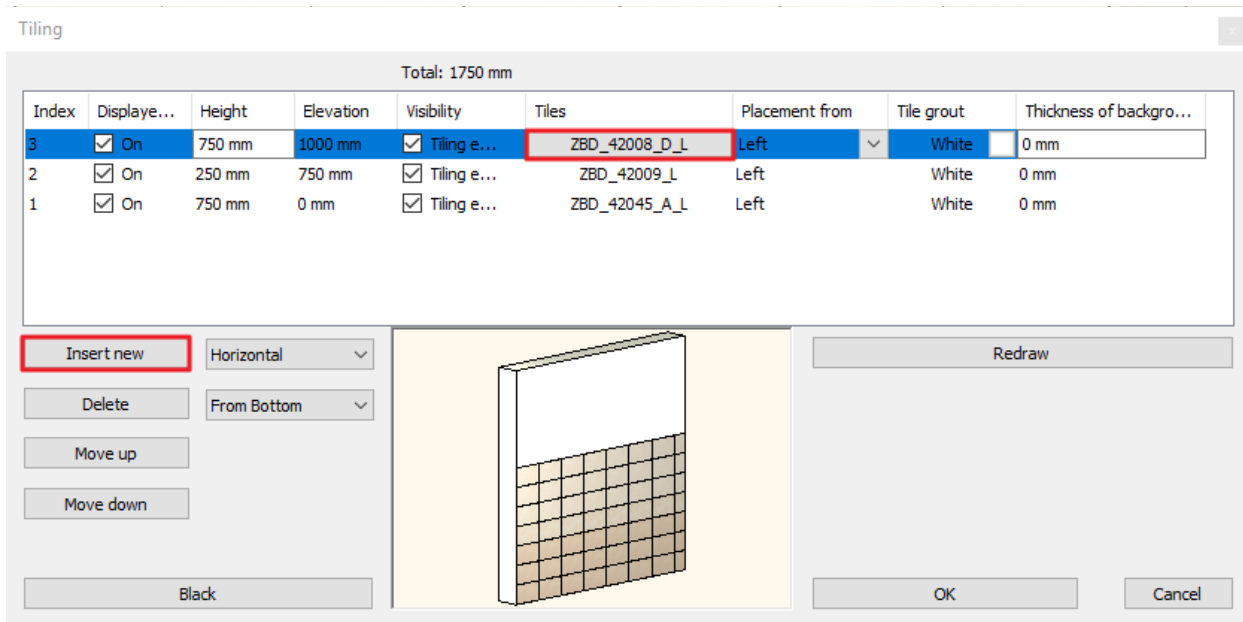 Tiling
Total: 1750 mm
Index Displaye... Height Elevation Visibility Tiles Placement from Tile grout Thickness of backgro...
3 On 750 mm 1000 mm Tiling e... ZBD_42008_D_L Left White 0 mm
2 On 250 mm 750 mm Tiling e... ZBD_42009_L Left White 0 mm
1 On 750 mm 0 mm Tiling e... ZBD_42045_A_L Left White 0 mm
Insert new Horizontal Redraw
Delete From Bottom
Move up
Move down
Black OK Cancel